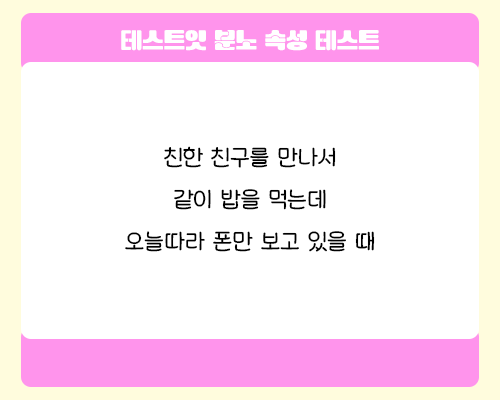 테스트잇 분노 속성 테스트
친한 친구를 만나서
같이 밥을 먹는데
오늘따라 폰만 보고 있을 때